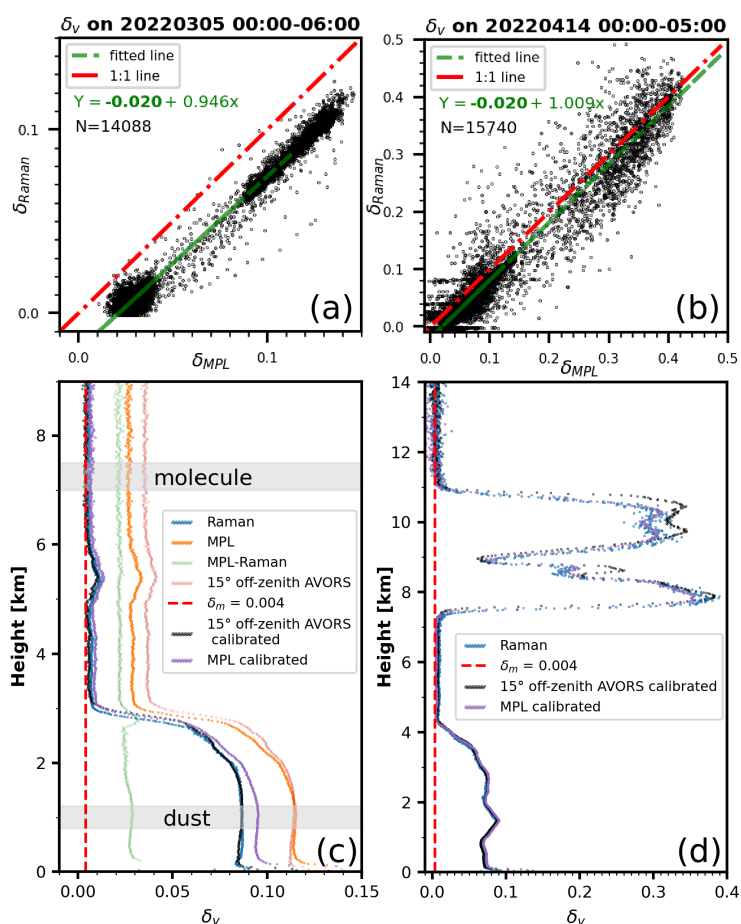 δv on 20220305 00:00-06:00
fitted line
1:1 line
Y = -0.020 + 0.946x
N=14088
0.1
0.0
δRaman
(a)
0.0
0.1
δMPL
δv on 20220414 00:00-05:00
fitted line
1:1 line
Y = -0.020 + 1.009x
N=15740
0.5
0.4
0.3
0.2
0.1
0.0
δRaman
(b)
0.0
0.1
0.2
0.3
0.4
0.5
δMPL
8
6
4
2
0
Height [km]
molecule
Raman
MPL
MPL-Raman
15° off-zenith AVORS
δm = 0.004
15° off-zenith AVORS
calibrated
MPL calibrated
dust
(c)
0.00
0.05
0.10
0.15
δv
14
12
10
8
6
4
2
0
Height [km]
Raman
δm = 0.004
15° off-zenith AVORS calibrated
MPL calibrated
(d)
0.0
0.1
0.2
0.3
0.4
δv